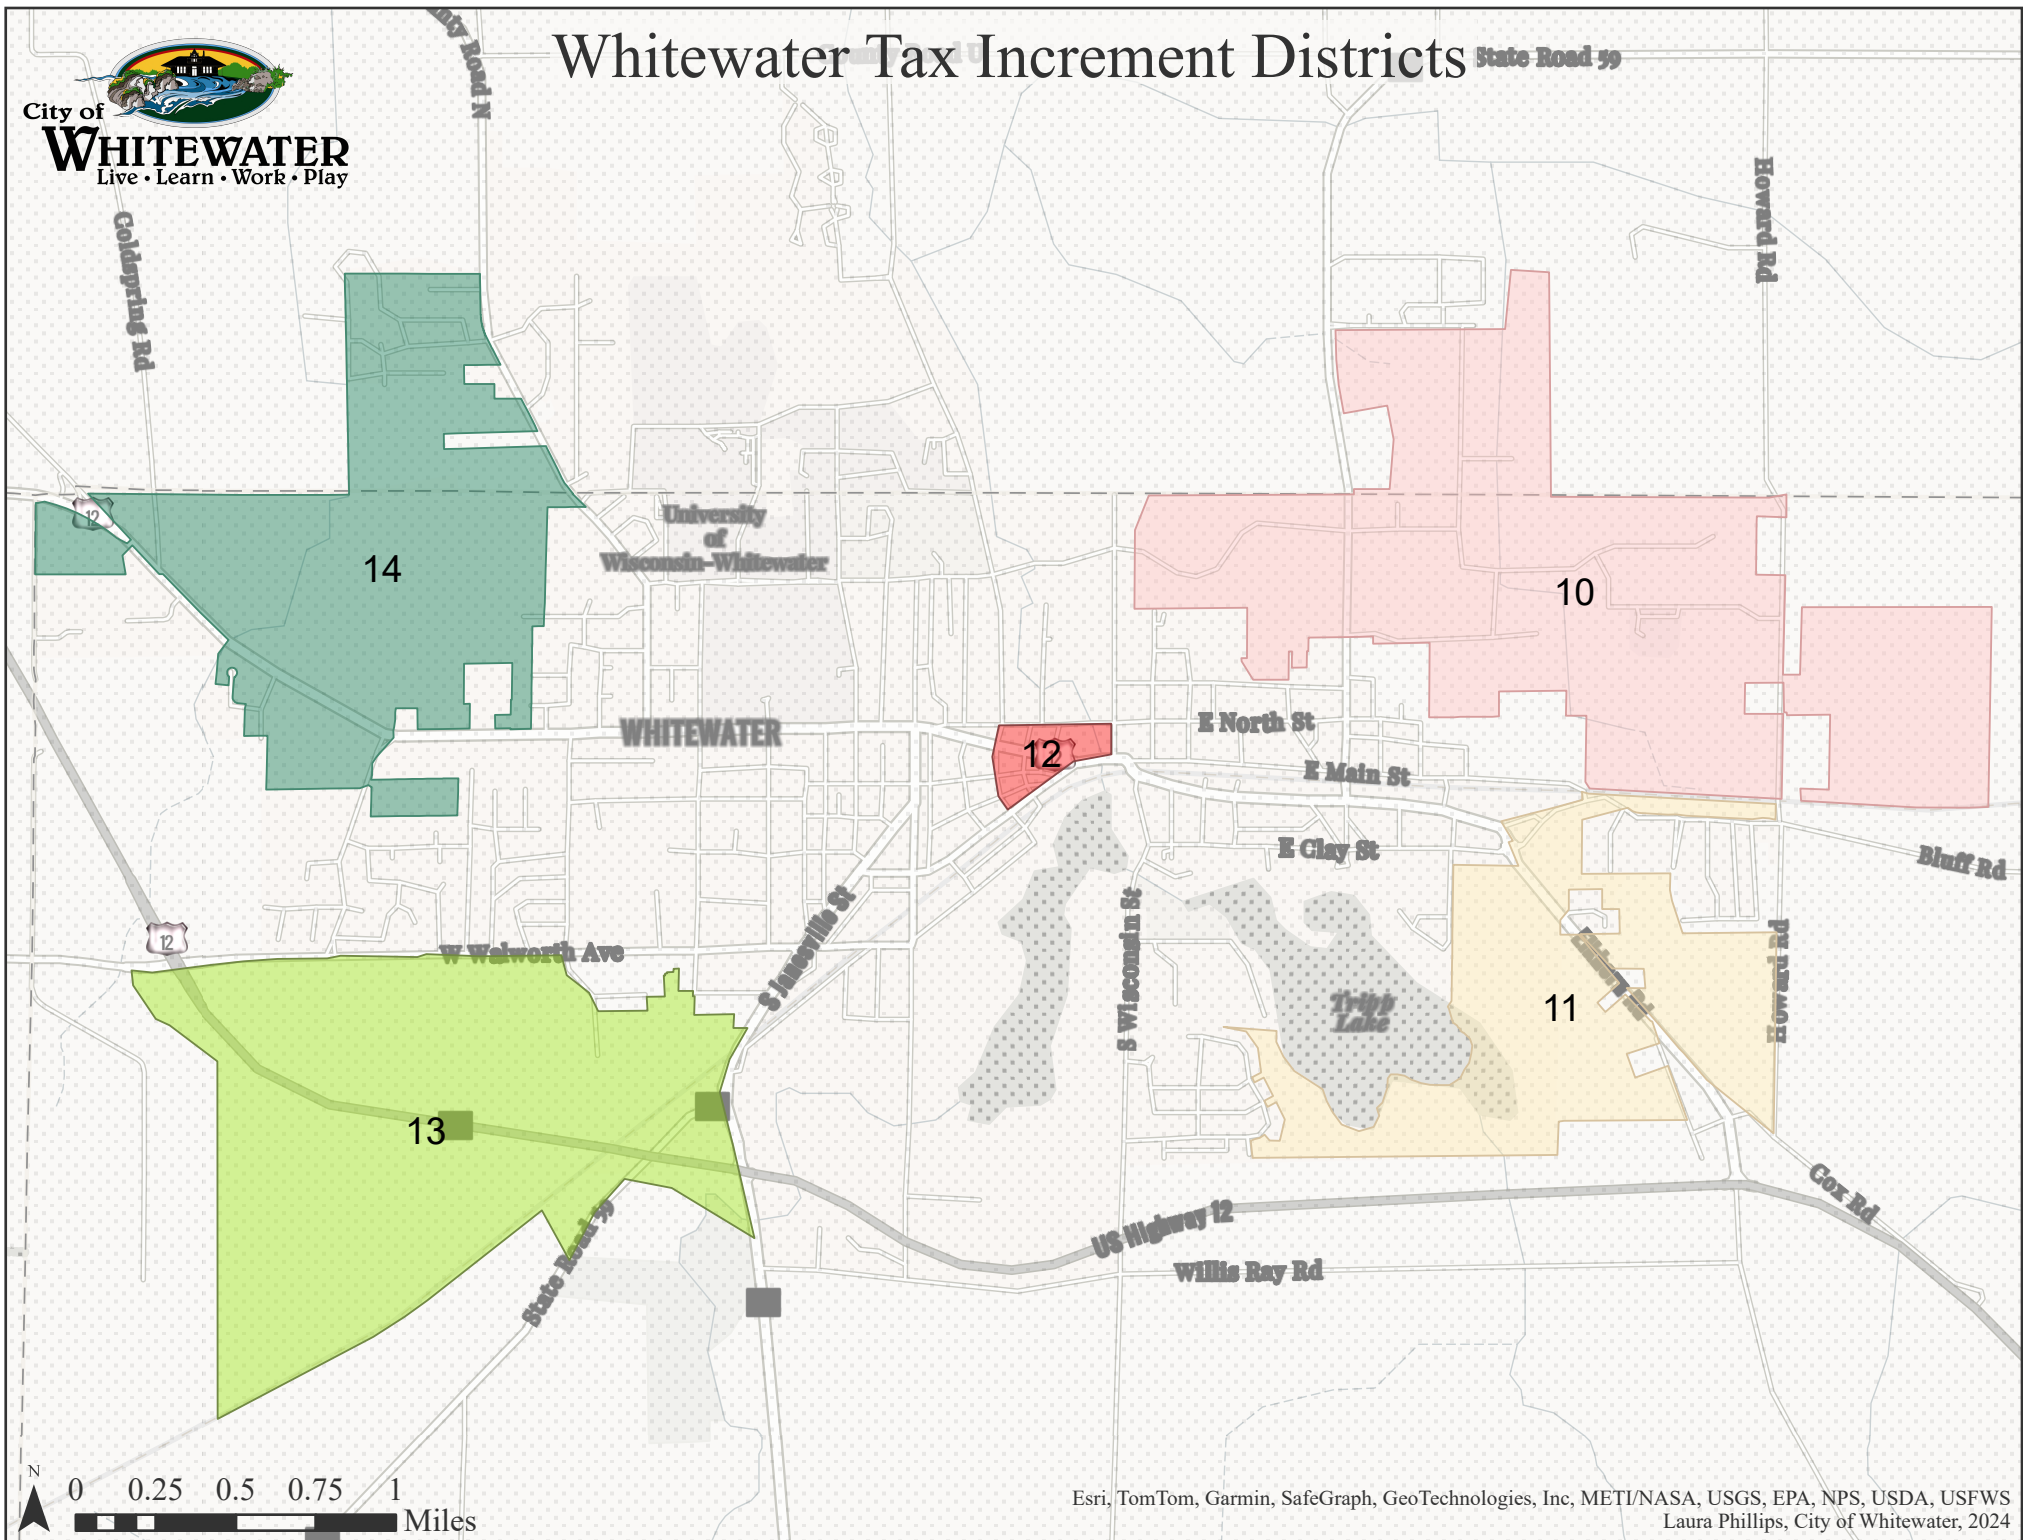 Whitewater Tax Increment Districts
State Road 59
City of
WHITEWATER
Live • Learn • Work • Play
Road N
Howard Rd
Coldspring Rd
12
University
of
Wisconsin-Whitewater
14
10
WHITEWATER
E North St
12
E Main St
E Clay St
Bluff Rd
12
W Walworth Ave
S Janesville St
S Wisconsin St
Howard Rd
Tripp
Lake
11
13
Cox Rd
US Highway 12
State Road 59
Willis Ray Rd
N
0 0.25 0.5 0.75 1
Miles
Esri, TomTom, Garmin, SafeGraph, GeoTechnologies, Inc, METI/NASA, USGS, EPA, NPS, USDA, USFWS
Laura Phillips, City of Whitewater, 2024